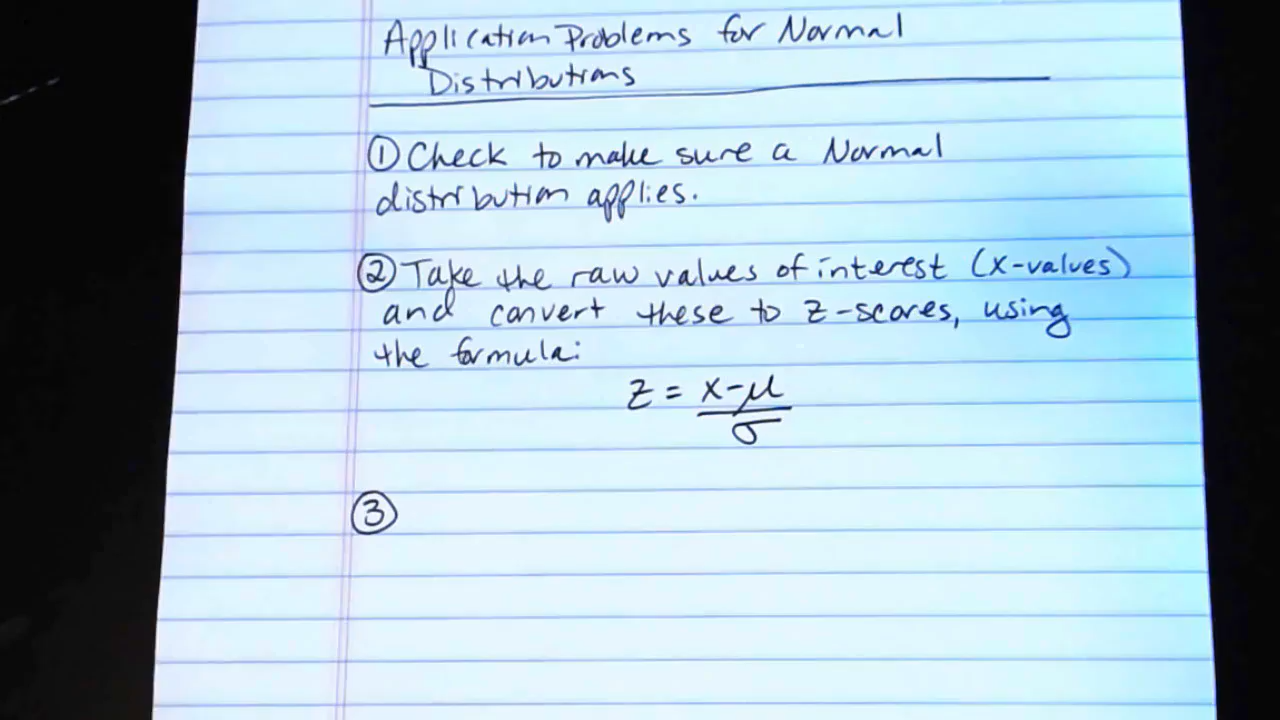 Application Problems for Normal
Distributions
① Check to make sure a Normal
distribution applies.
② Take the raw values of interest (x-values)
and convert these to z-scores, using
the formula:
z = (x-μ)/σ
③